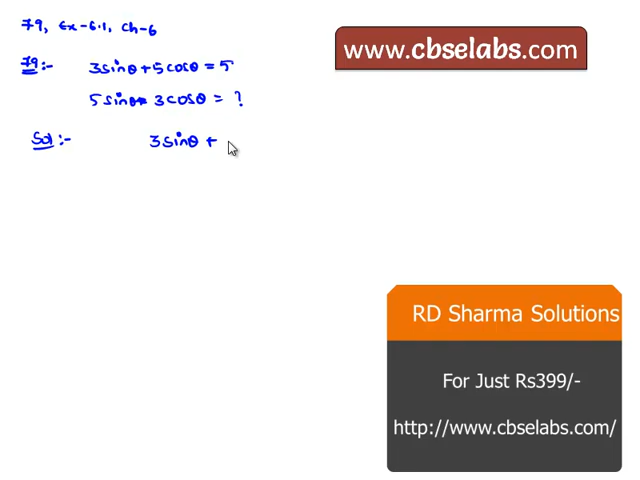 79, Ex-6.1, Ch-6
www.cbselabs.com
79:- 3sinθ+5cosθ = 5
5sinθ- 3cosθ = ?
Sol:- 3sinθ +
RD Sharma Solutions
For Just Rs399/-
http://www.cbselabs.com/